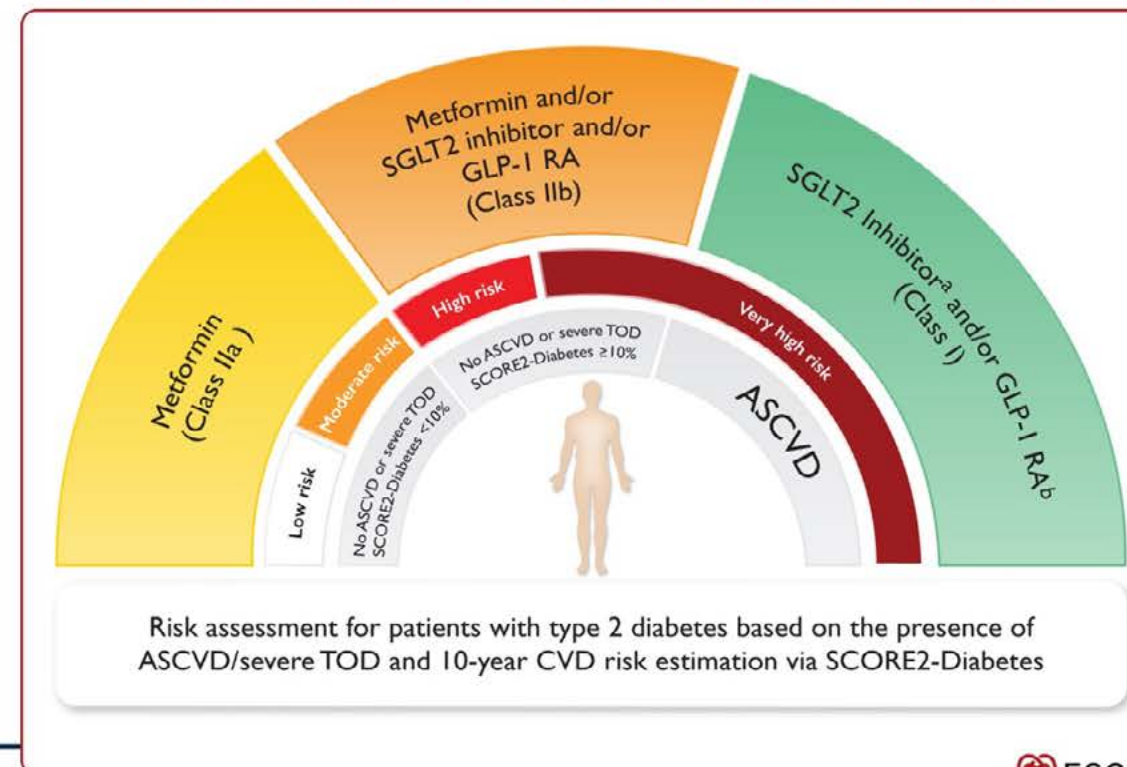 Metformin
(Class IIa )
Metformin and/or
SGLT2 inhibitor and/or
GLP-1 RA
(Class IIb)
SGLT2 Inhibitorᵃ and/or GLP-1 RAᵇ
(Class I)
Low risk
Moderate risk
High risk
Very high risk
No ASCVD or severe TOD
SCORE2-Diabetes <10%
No ASCVD or severe TOD
SCORE2-Diabetes ≥10%
ASCVD
Risk assessment for patients with type 2 diabetes based on the presence of
ASCVD/severe TOD and 10-year CVD risk estimation via SCORE2-Diabetes